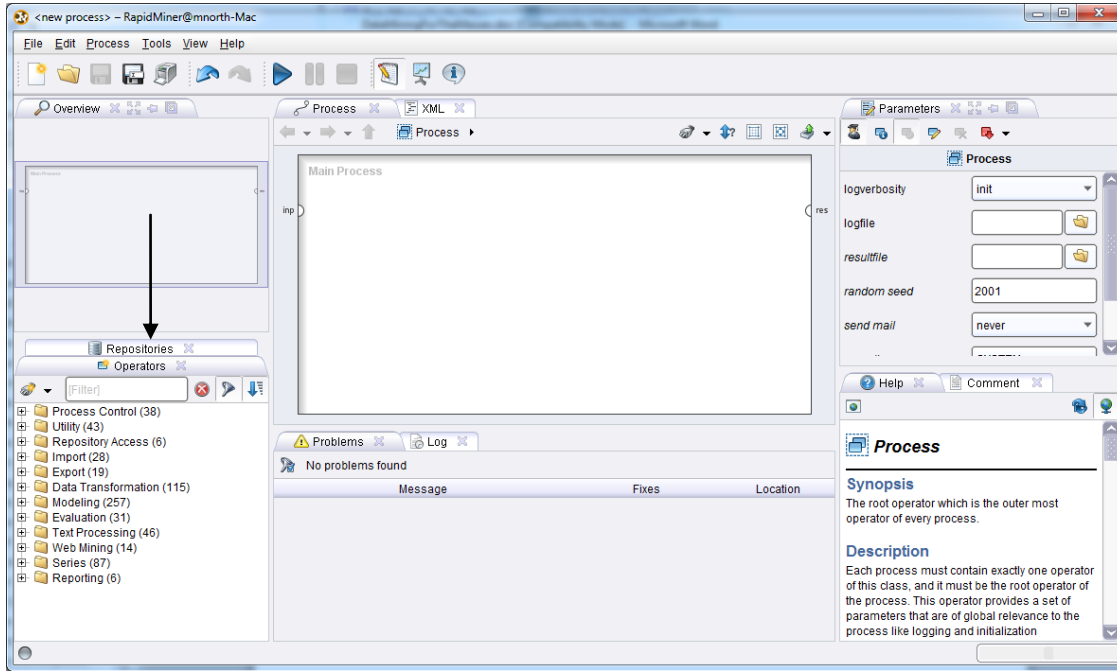 <new process> – RapidMiner@mnorth-Mac
File Edit Process Tools View Help
Overview
Process
XML
Parameters
Process
Process
Main Process
Main Process
inp
res
logverbosity
init
logfile
resultfile
random seed
2001
send mail
never
Repositories
Operators
[Filter]
Process Control (38)
Utility (43)
Repository Access (6)
Import (28)
Export (19)
Data Transformation (115)
Modeling (257)
Evaluation (31)
Text Processing (46)
Web Mining (14)
Series (87)
Reporting (6)
Problems
Log
No problems found
Message Fixes Location
Help
Comment
Process
Synopsis
The root operator which is the outer most
operator of every process.
Description
Each process must contain exactly one operator
of this class, and it must be the root operator of
the process. This operator provides a set of
parameters that are of global relevance to the
process like logging and initialization